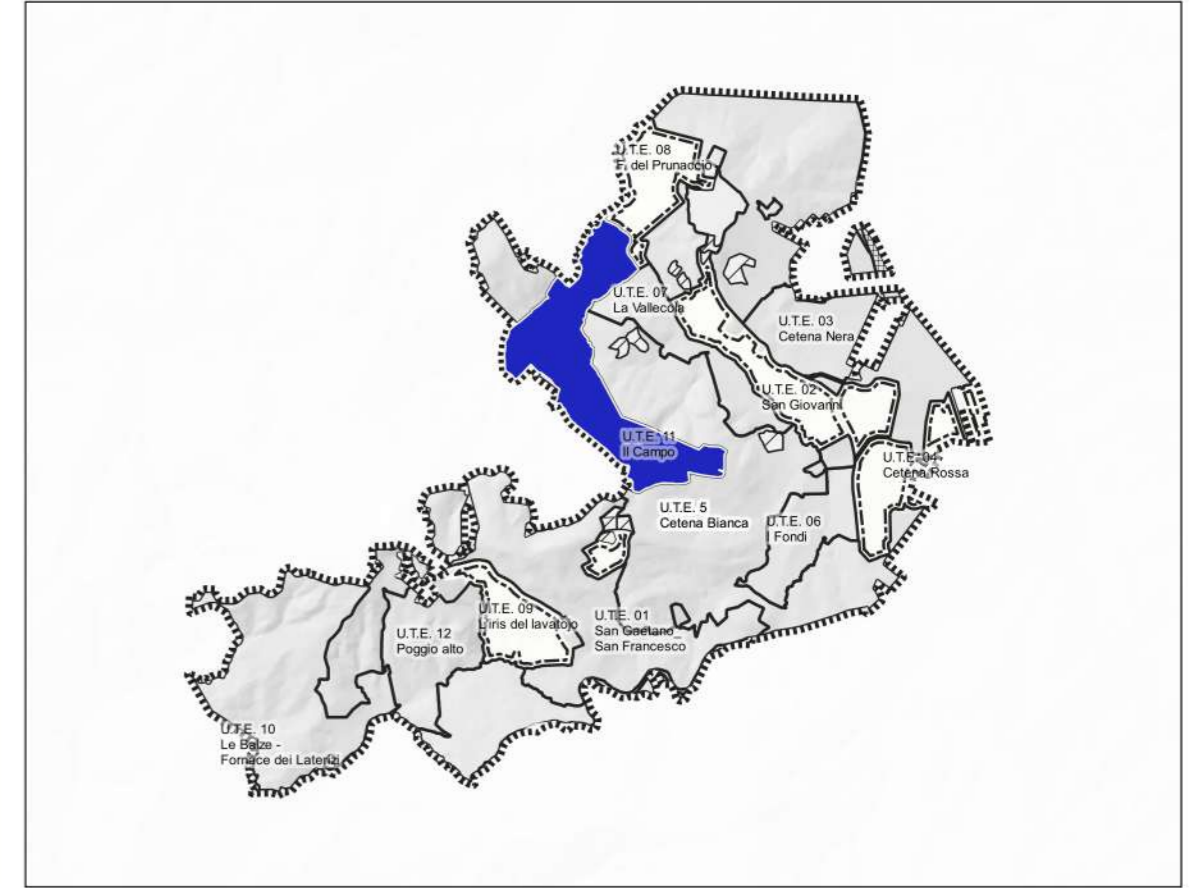 U.T.E. 08
F. del Prunaccio
U.T.E. 07
La Vallecola
U.T.E. 03
Cetena Nera
U.T.E. 02
San Giovanni
U.T.E. 11
Il Campo
U.T.E. 04
Cetena Rossa
U.T.E. 5
Cetena Bianca
U.T.E. 06
I Fondi
U.T.E. 09
L'iris del lavatoio
U.T.E. 01
San Gaetano_
San Francesco
U.T.E. 12
Poggio alto
U.T.E. 10
Le Balze -
Fornace dei Laterizi